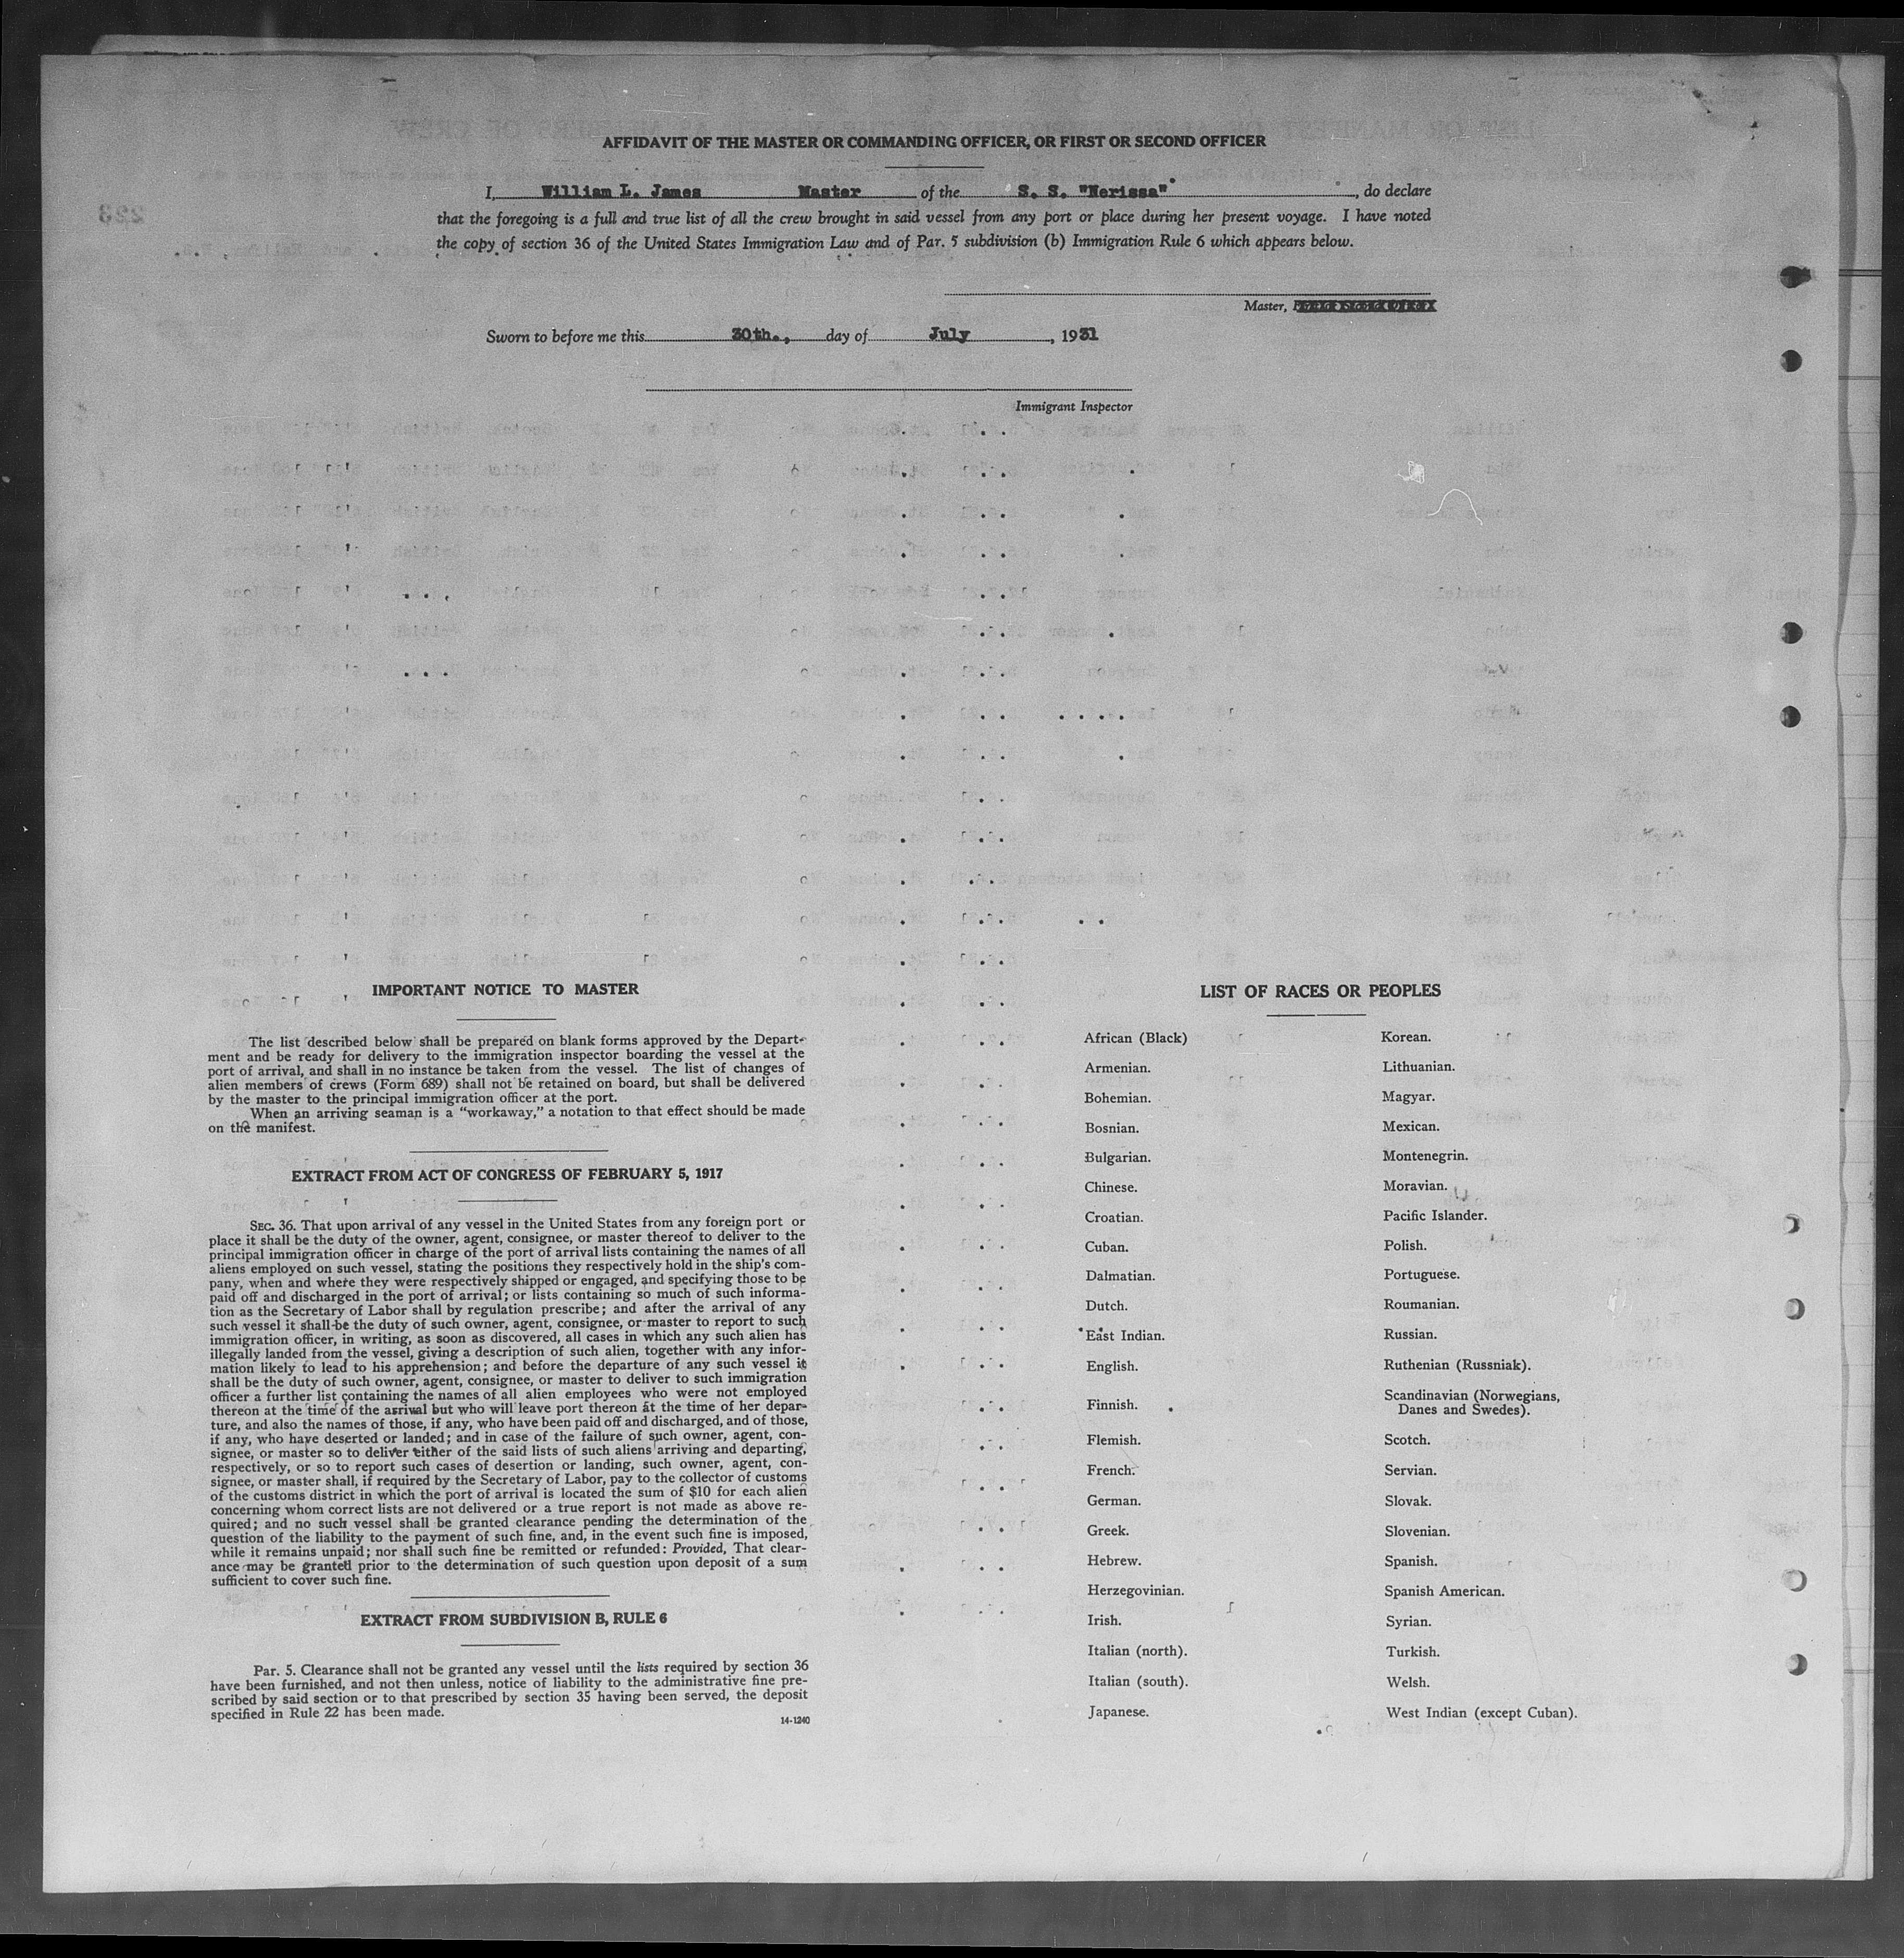 AFFIDAVIT OF THE MASTER OR COMMANDING OFFICER, OR FIRST OR SECOND OFFICER
I, William L. James Master of the S. S. "Nerissa", do declare
that the foregoing is a full and true list of all the crew brought in said vessel from any port or place during her present voyage. I have noted
the copy of section 36 of the United States Immigration Law and of Par. 5 subdivision (b) Immigration Rule 6 which appears below.
Master,
Sworn to before me this 30th., day of July, 1931
Immigrant Inspector
IMPORTANT NOTICE TO MASTER
The list described below shall be prepared on blank forms approved by the Depart-
ment and be ready for delivery to the immigration inspector boarding the vessel at the
port of arrival, and shall in no instance be taken from the vessel. The list of changes of
alien members of crews (Form 689) shall not be retained on board, but shall be delivered
by the master to the principal immigration officer at the port.
When an arriving seaman is a "workaway," a notation to that effect should be made
on the manifest.
EXTRACT FROM ACT OF CONGRESS OF FEBRUARY 5, 1917
SEC. 36. That upon arrival of any vessel in the United States from any foreign port or
place it shall be the duty of the owner, agent, consignee, or master thereof to deliver to the
principal immigration officer in charge of the port of arrival lists containing the names of all
aliens employed on such vessel, stating the positions they respectively hold in the ship's com-
pany, when and where they were respectively shipped or engaged, and specifying those to be
paid off and discharged in the port of arrival; or lists containing so much of such informa-
tion as the Secretary of Labor shall by regulation prescribe; and after the arrival of any
such vessel it shall be the duty of such owner, agent, consignee, or master to report to such
immigration officer, in writing, as soon as discovered, all cases in which any such alien has
illegally landed from the vessel, giving a description of such alien, together with any infor-
mation likely to lead to his apprehension; and before the departure of any such vessel it
shall be the duty of such owner, agent, consignee, or master to deliver to such immigration
officer a further list containing the names of all alien employees who were not employed
thereon at the time of the arrival but who will leave port thereon at the time of her depar-
ture, and also the names of those, if any, who have been paid off and discharged, and of those,
if any, who have deserted or landed; and in case of the failure of such owner, agent, con-
signee, or master so to deliver either of the said lists of such aliens arriving and departing,
respectively, or so to report such cases of desertion or landing, such owner, agent, con-
signee, or master shall, if required by the Secretary of Labor, pay to the collector of customs
of the customs district in which the port of arrival is located the sum of $10 for each alien
concerning whom correct lists are not delivered or a true report is not made as above re-
quired; and no such vessel shall be granted clearance pending the determination of the
question of the liability to the payment of such fine, and, in the event such fine is imposed,
while it remains unpaid; nor shall such fine be remitted or refunded: Provided, That clear-
ance may be granted prior to the determination of such question upon deposit of a sum
sufficient to cover such fine.
EXTRACT FROM SUBDIVISION B, RULE 6
Par. 5. Clearance shall not be granted any vessel until the lists required by section 36
have been furnished, and not then unless, notice of liability to the administrative fine pre-
scribed by said section or to that prescribed by section 35 having been served, the deposit
specified in Rule 22 has been made.
14-1240
LIST OF RACES OR PEOPLES
African (Black)
Armenian.
Bohemian.
Bosnian.
Bulgarian.
Chinese.
Croatian.
Cuban.
Dalmatian.
Dutch.
East Indian.
English.
Finnish.
Flemish.
French.
German.
Greek.
Hebrew.
Herzegovinian.
Irish.
Italian (north).
Italian (south).
Japanese.
Korean.
Lithuanian.
Magyar.
Mexican.
Montenegrin.
Moravian.
Pacific Islander.
Polish.
Portuguese.
Roumanian.
Russian.
Ruthenian (Russniak).
Scandinavian (Norwegians,
Danes and Swedes).
Scotch.
Servian.
Slovak.
Slovenian.
Spanish.
Spanish American.
Syrian.
Turkish.
Welsh.
West Indian (except Cuban).